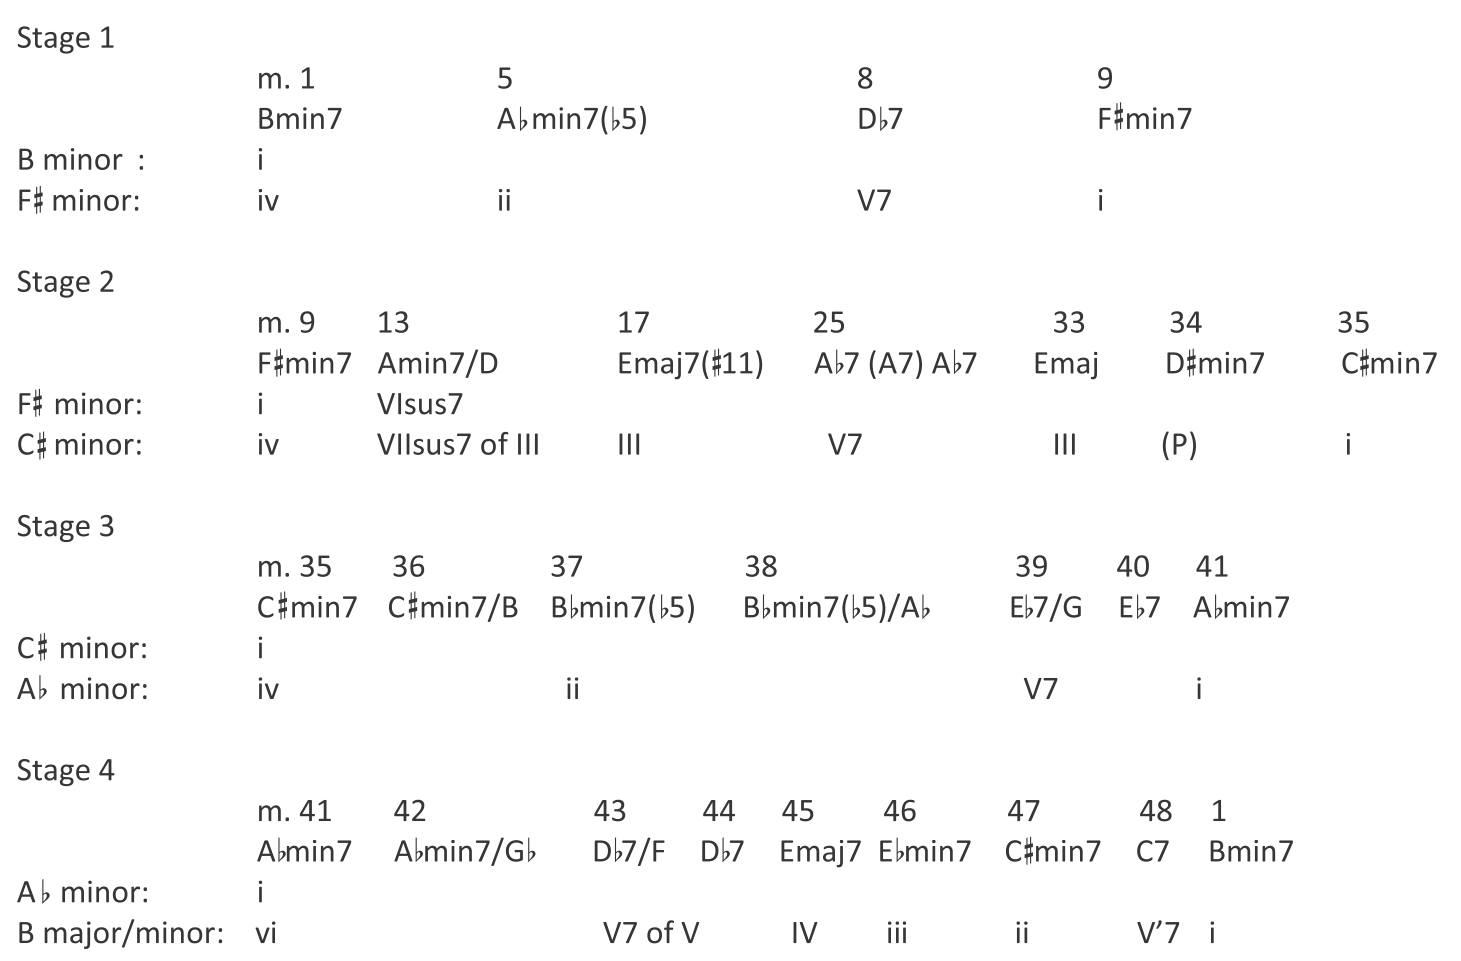 Stage 1
m. 1 5 8 9
Bmin7 A♭min7(♭5) D♭7 F♯min7
B minor : i
F♯ minor: iv ii V7 i
Stage 2
m. 9 13 17 25 33 34 35
F♯min7 Amin7/D Emaj7(♯11) A♭7 (A7) A♭7 Emaj D♯min7 C♯min7
F♯ minor: i VIsus7
C♯ minor: iv VIIsus7 of III III V7 III (P) i
Stage 3
m. 35 36 37 38 39 40 41
C♯min7 C♯min7/B B♭min7(♭5) B♭min7(♭5)/A♭ E♭7/G E♭7 A♭min7
C♯ minor: i
A♭ minor: iv ii V7 i
Stage 4
m. 41 42 43 44 45 46 47 48 1
A♭min7 A♭min7/G♭ D♭7/F D♭7 Emaj7 E♭min7 C♯min7 C7 Bmin7
A♭ minor: i
B major/minor: vi V7 of V IV iii ii V’7 i